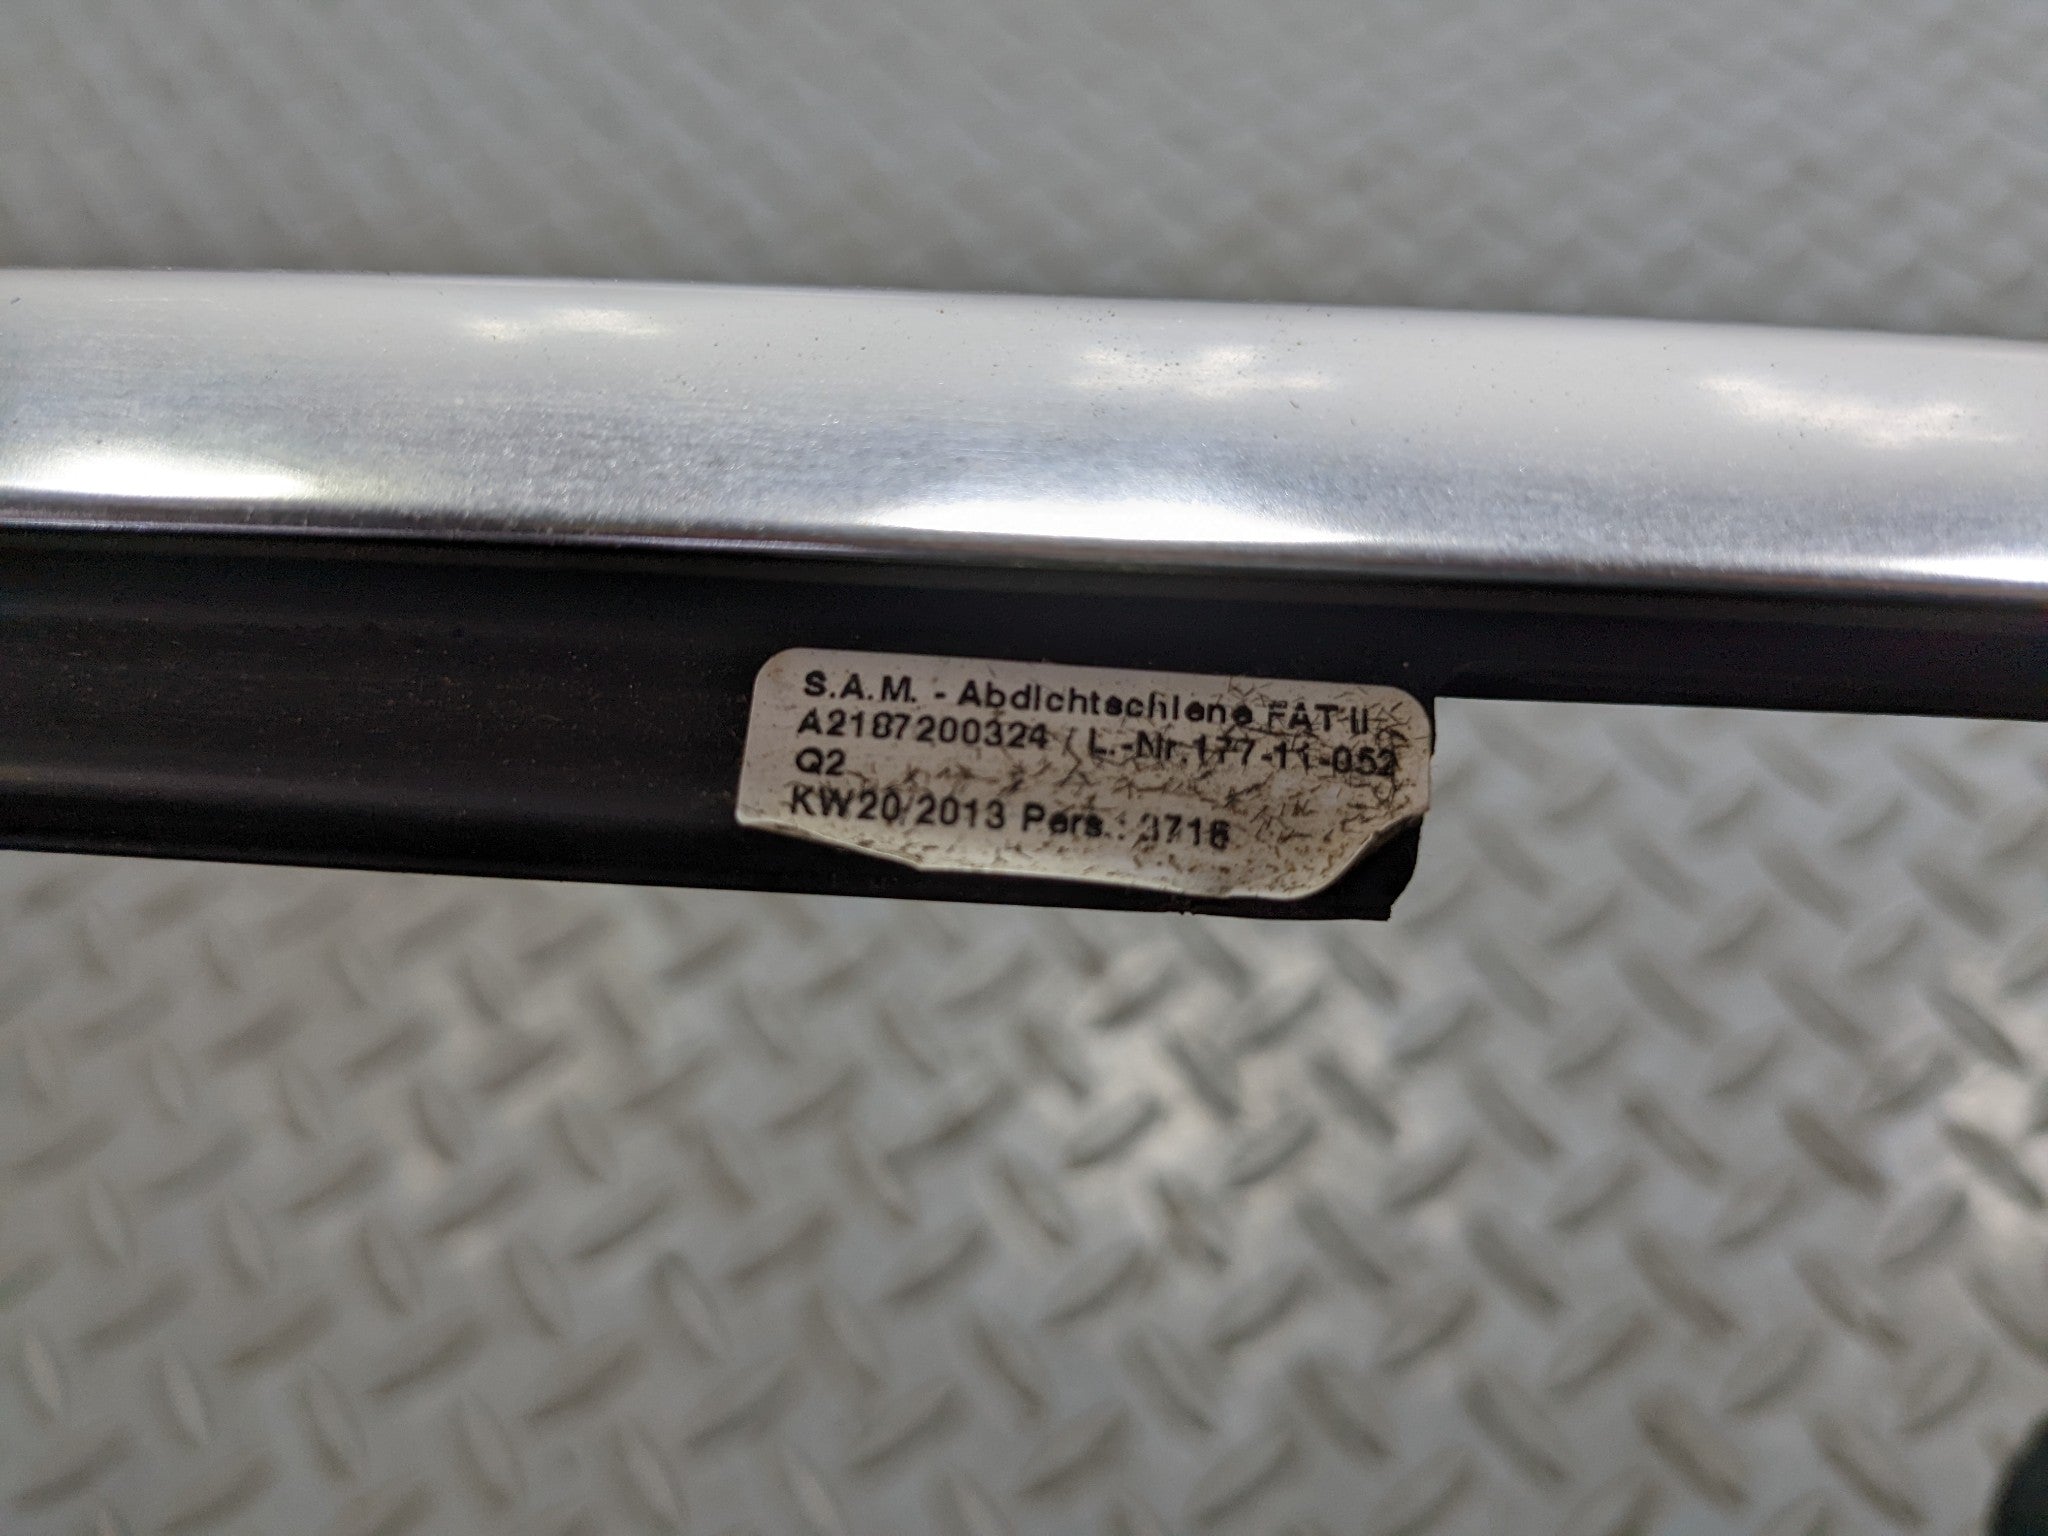 S.A.M. - Abdichtschiene FAT II
A2187200324 / L.-Nr.177-11-052
Q2
KW20/2013 Pers.: 3716